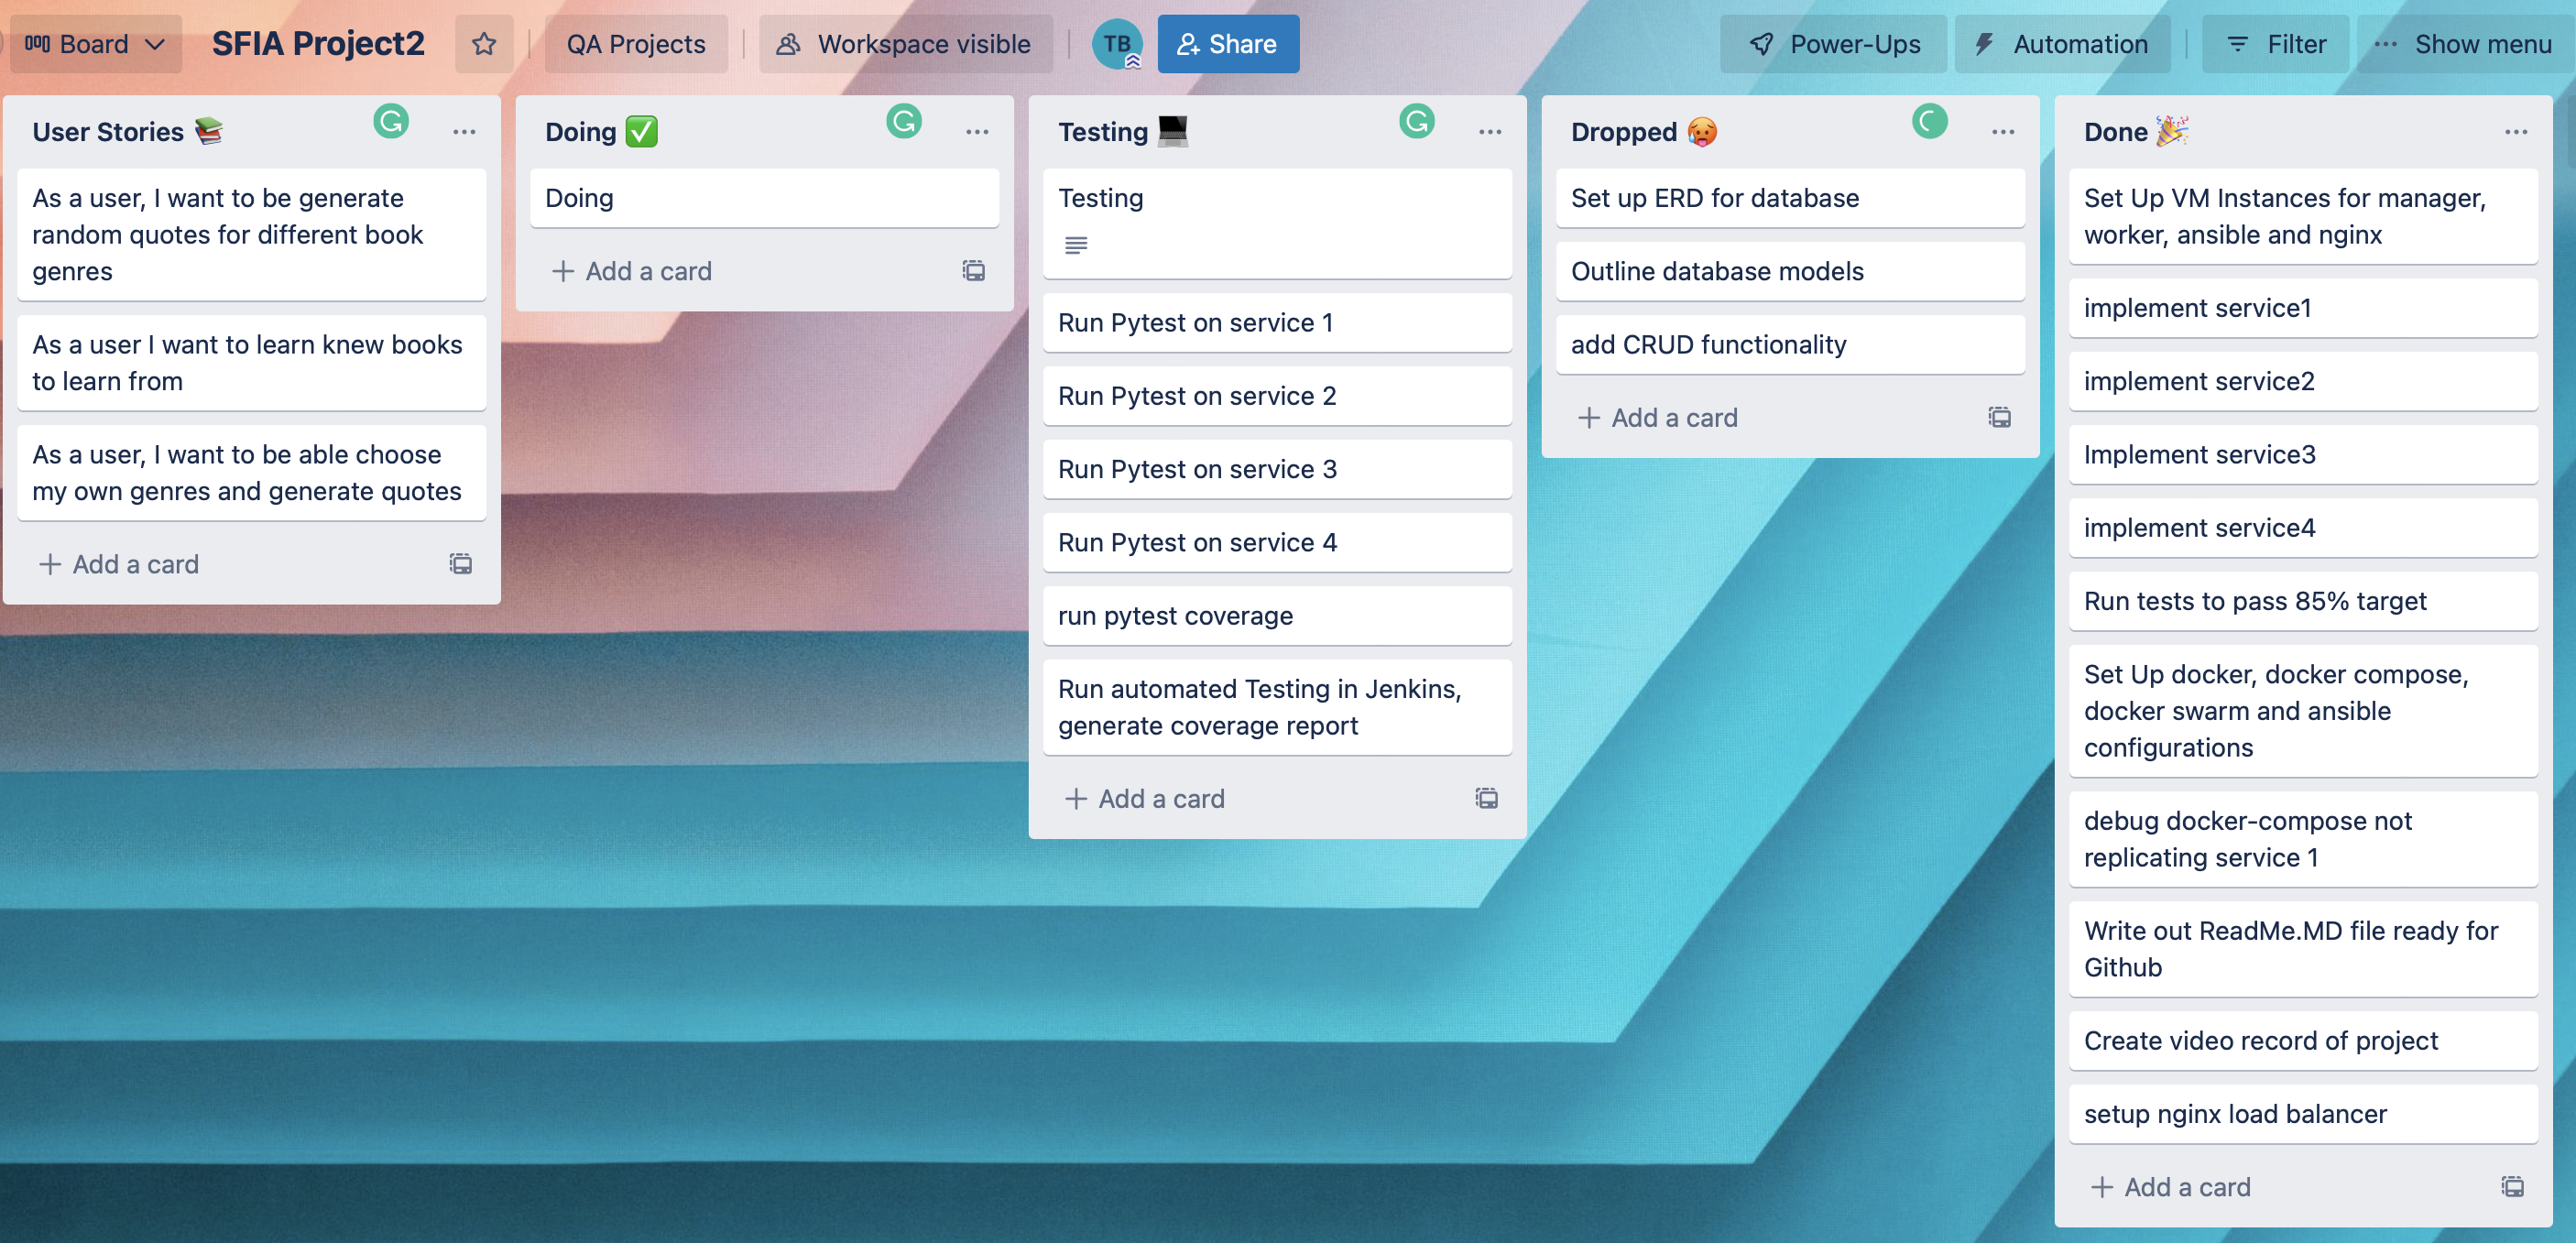 Board
SFIA Project2
QA Projects
Workspace visible
TB
Share
Power-Ups
Automation
Filter
Show menu
User Stories
As a user, I want to be generate
random quotes for different book
genres
As a user I want to learn knew books
to learn from
As a user, I want to be able choose
my own genres and generate quotes
Add a card
Doing
Doing
Add a card
Testing
Testing
Run Pytest on service 1
Run Pytest on service 2
Run Pytest on service 3
Run Pytest on service 4
run pytest coverage
Run automated Testing in Jenkins,
generate coverage report
Add a card
Dropped
Set up ERD for database
Outline database models
add CRUD functionality
Add a card
Done
Set Up VM Instances for manager,
worker, ansible and nginx
implement service1
implement service2
Implement service3
implement service4
Run tests to pass 85% target
Set Up docker, docker compose,
docker swarm and ansible
configurations
debug docker-compose not
replicating service 1
Write out ReadMe.MD file ready for
Github
Create video record of project
setup nginx load balancer
Add a card